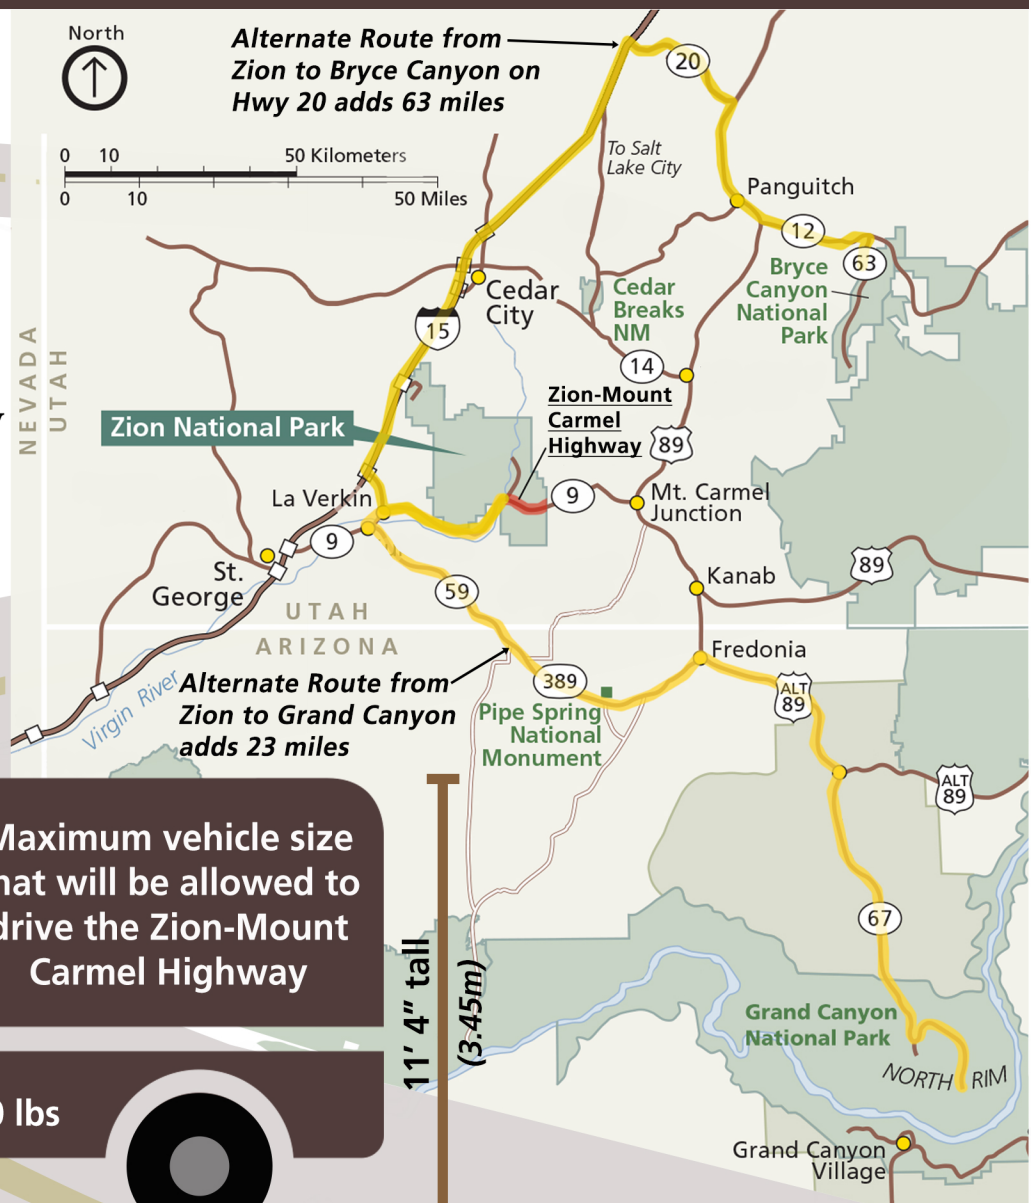 North
Alternate Route from
Zion to Bryce Canyon on
Hwy 20 adds 63 miles
20
0 10 50 Kilometers
0 10 50 Miles
To Salt
Lake City
Panguitch
12
63
Bryce
Canyon
National
Park
Cedar
City
Cedar
Breaks
NM
15
14
NEVADA
UTAH
Zion-Mount
Carmel
Highway
Zion National Park
89
La Verkin
9
Mt. Carmel
Junction
9
St.
George
59
Kanab
89
UTAH
ARIZONA
Fredonia
Virgin River
Alternate Route from
Zion to Grand Canyon
adds 23 miles
389
ALT
89
Pipe Spring
National
Monument
ALT
89
Maximum vehicle size
hat will be allowed to
drive the Zion-Mount
Carmel Highway
67
11’ 4” tall
(3.45m)
Grand Canyon
National Park
NORTH RIM
0 lbs
Grand Canyon
Village